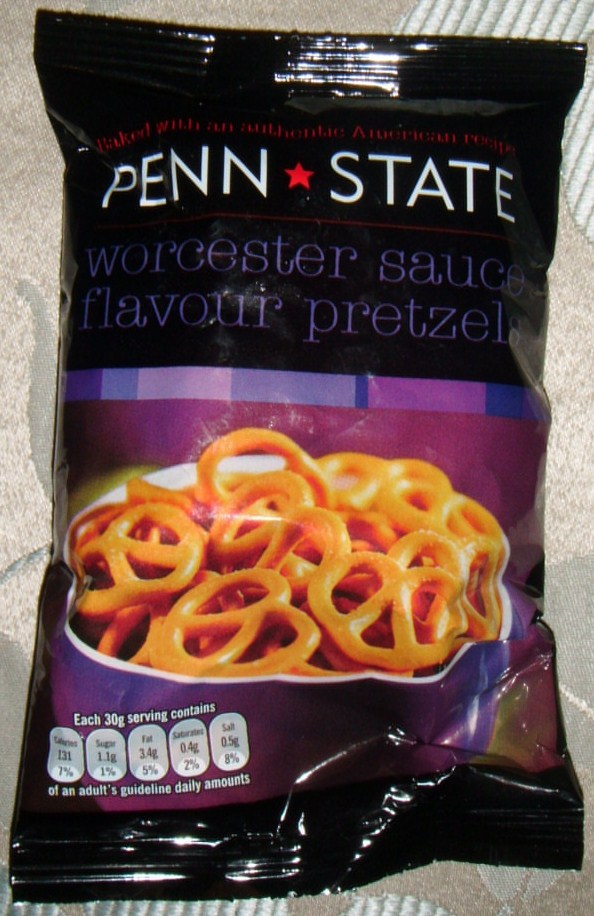 Baked with an authentic American recipe
PENN STATE
worcester sauce
flavour pretzels
Each 30g serving contains
Calories Sugar Fat Saturates Salt
131 1.1g 3.4g 0.4g 0.5g
7% 1% 5% 2% 8%
of an adult's guideline daily amounts